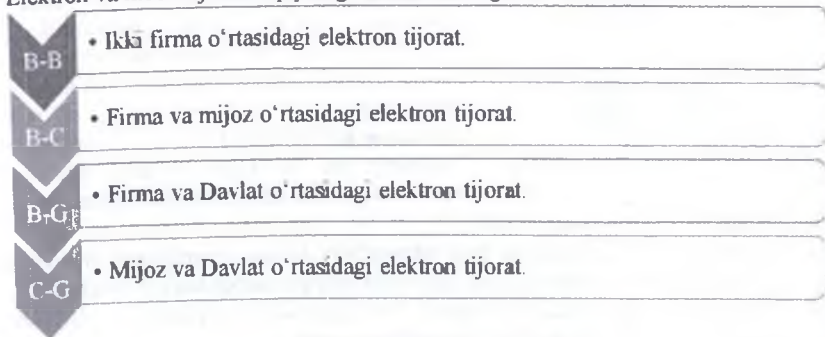 B-B
• Ikki firma o‘rtasidagi elektron tijorat.
B-C
• Firma va mijoz o‘rtasidagi elektron tijorat.
B-G
• Firma va Davlat o‘rtasidagi elektron tijorat.
C-G
• Mijoz va Davlat o‘rtasidagi elektron tijorat.